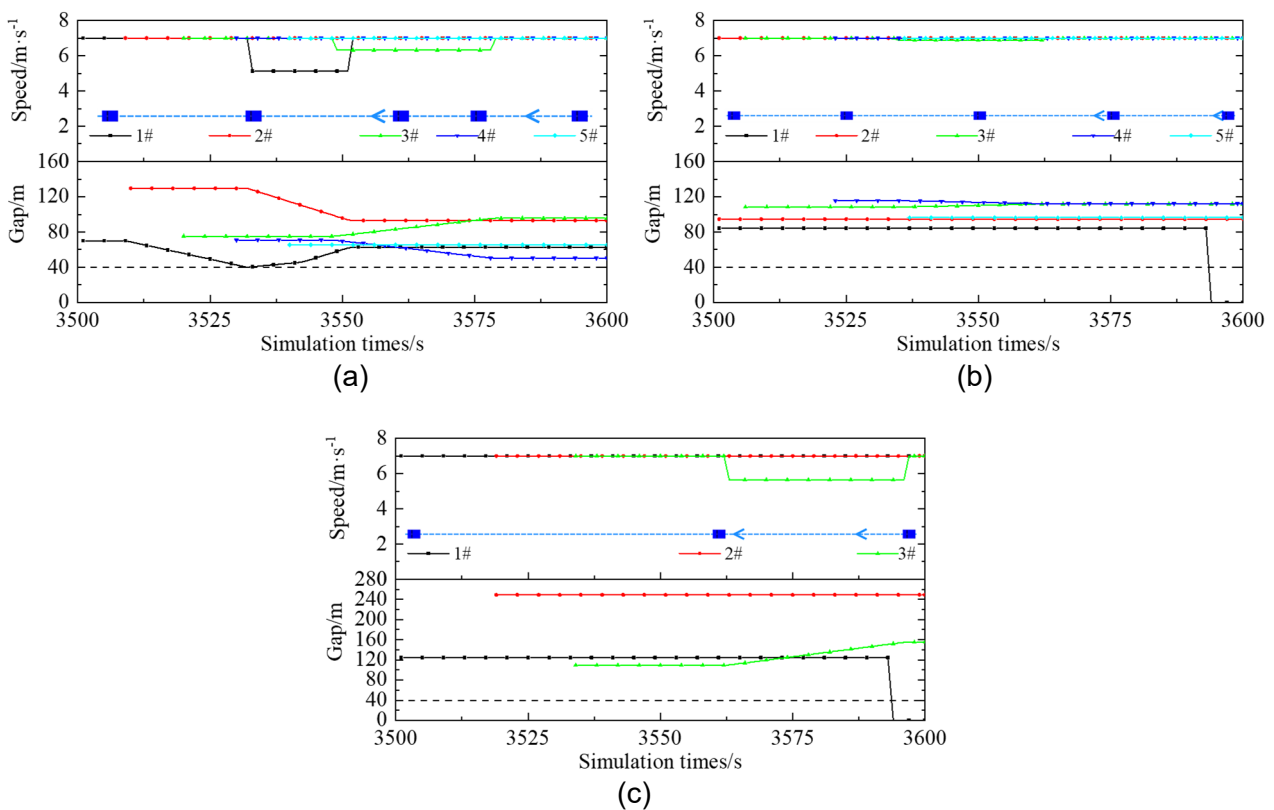 8
6
4
2
Speed/m·s⁻¹
1# 2# 3# 4# 5#
160
120
80
40
0
Gap/m
3500 3525 3550 3575 3600
Simulation times/s
(a)
8
6
4
2
Speed/m·s⁻¹
1# 2# 3# 4# 5#
160
120
80
40
0
Gap/m
3500 3525 3550 3575 3600
Simulation times/s
(b)
8
6
4
2
Speed/m·s⁻¹
1# 2# 3#
280
240
200
160
120
80
40
0
Gap/m
3500 3525 3550 3575 3600
Simulation times/s
(c)